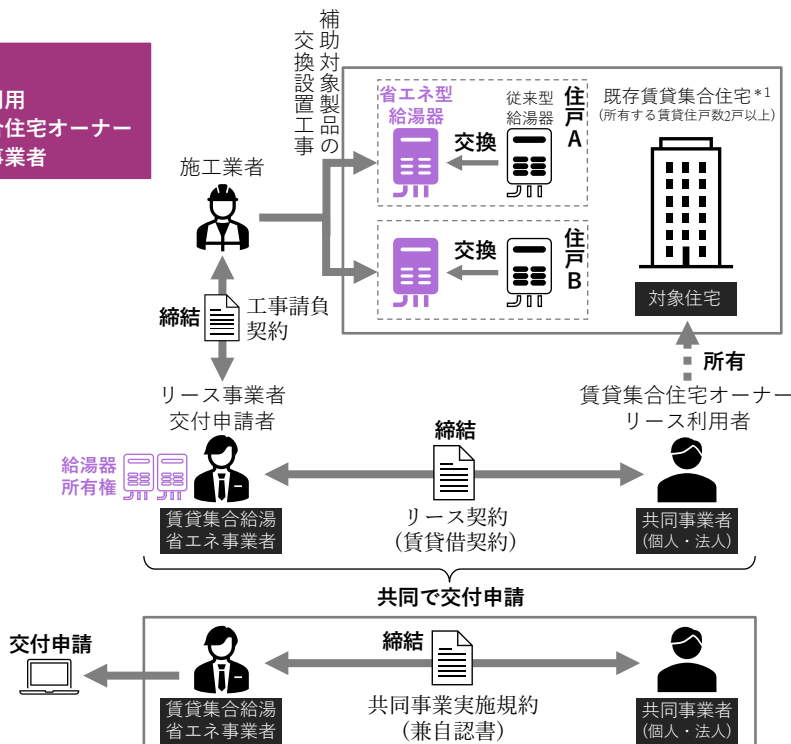 用
合住宅オーナー
事業者
補助対象製品の
交換設置工事
施工業者
省エネ型
給湯器
従来型
給湯器
住戸A
交換
既存賃貸集合住宅*1
(所有する賃貸住戸数2戸以上)
交換
住戸B
対象住宅
締結
工事請負
契約
所有
リース事業者
交付申請者
賃貸集合住宅オーナー
リース利用者
給湯器
所有権
締結
賃貸集合給湯
省エネ事業者
リース契約
(賃貸借契約)
共同事業者
(個人・法人)
共同で交付申請
交付申請
締結
賃貸集合給湯
省エネ事業者
共同事業実施規約
(兼自認書)
共同事業者
(個人・法人)